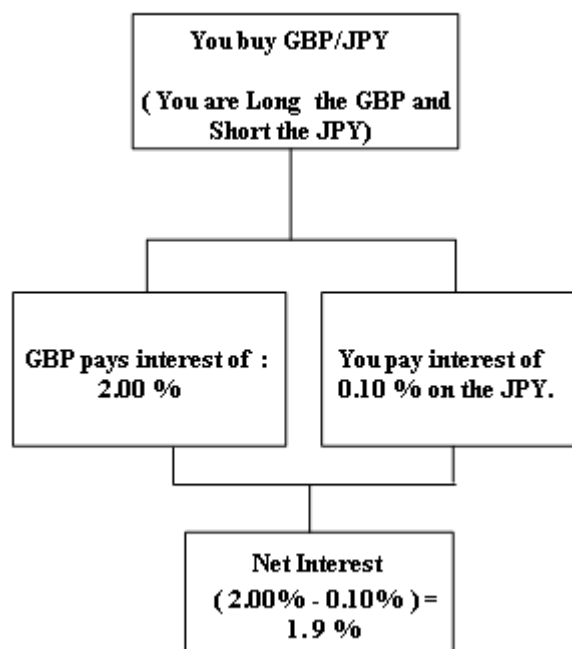 You buy GBP/JPY
( You are Long the GBP and
Short the JPY)
GBP pays interest of :
2.00 %
You pay interest of
0.10 % on the JPY.
Net Interest
( 2.00% - 0.10% ) =
1.9 %